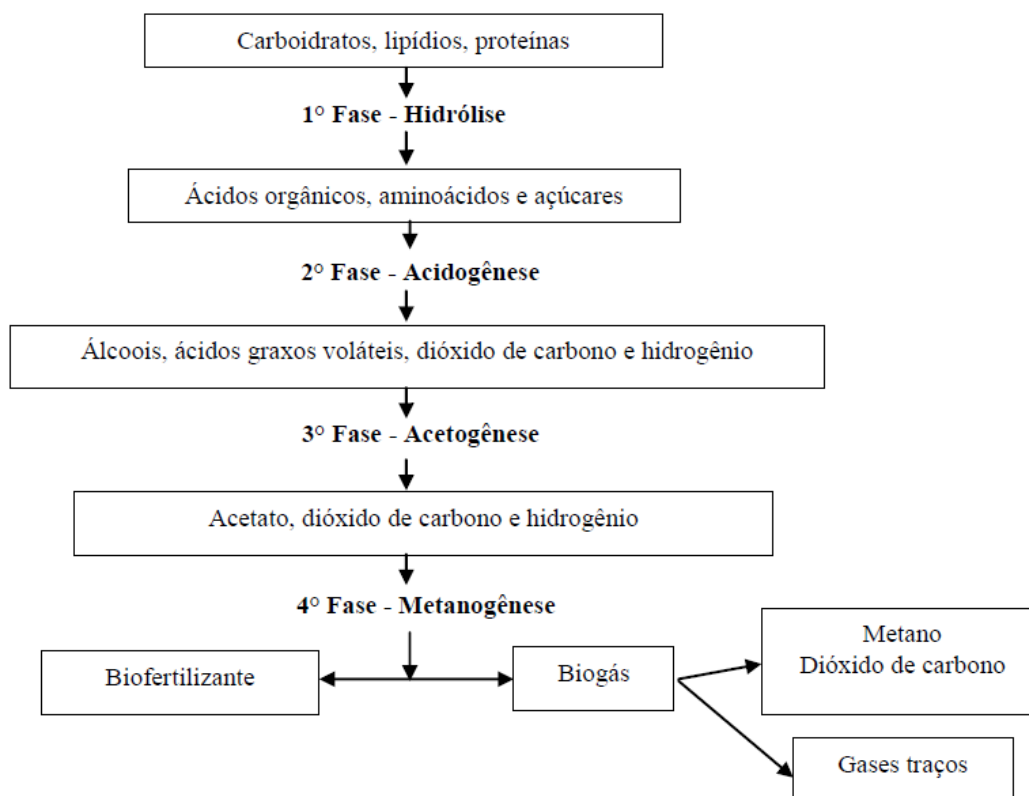 Carboidratos, lipídios, proteínas
1° Fase - Hidrólise
Ácidos orgânicos, aminoácidos e açúcares
2° Fase - Acidogênese
Álcoois, ácidos graxos voláteis, dióxido de carbono e hidrogênio
3° Fase - Acetogênese
Acetato, dióxido de carbono e hidrogênio
4° Fase - Metanogênese
Biofertilizante
Biogás
Metano
Dióxido de carbono
Gases traços